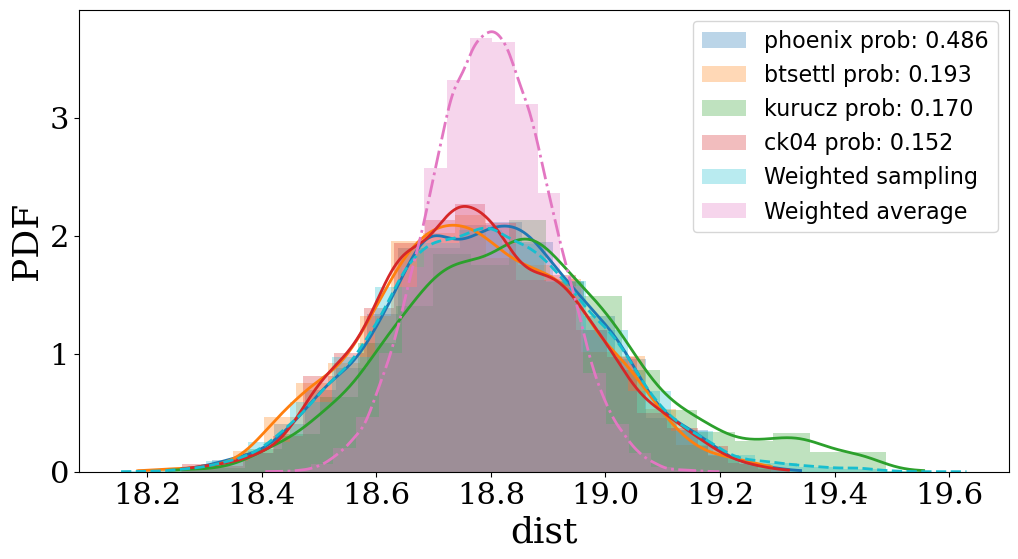 phoenix prob: 0.486
btsettl prob: 0.193
kurucz prob: 0.170
ck04 prob: 0.152
Weighted sampling
Weighted average
PDF
3
2
1
0
18.2 18.4 18.6 18.8 19.0 19.2 19.4 19.6
dist